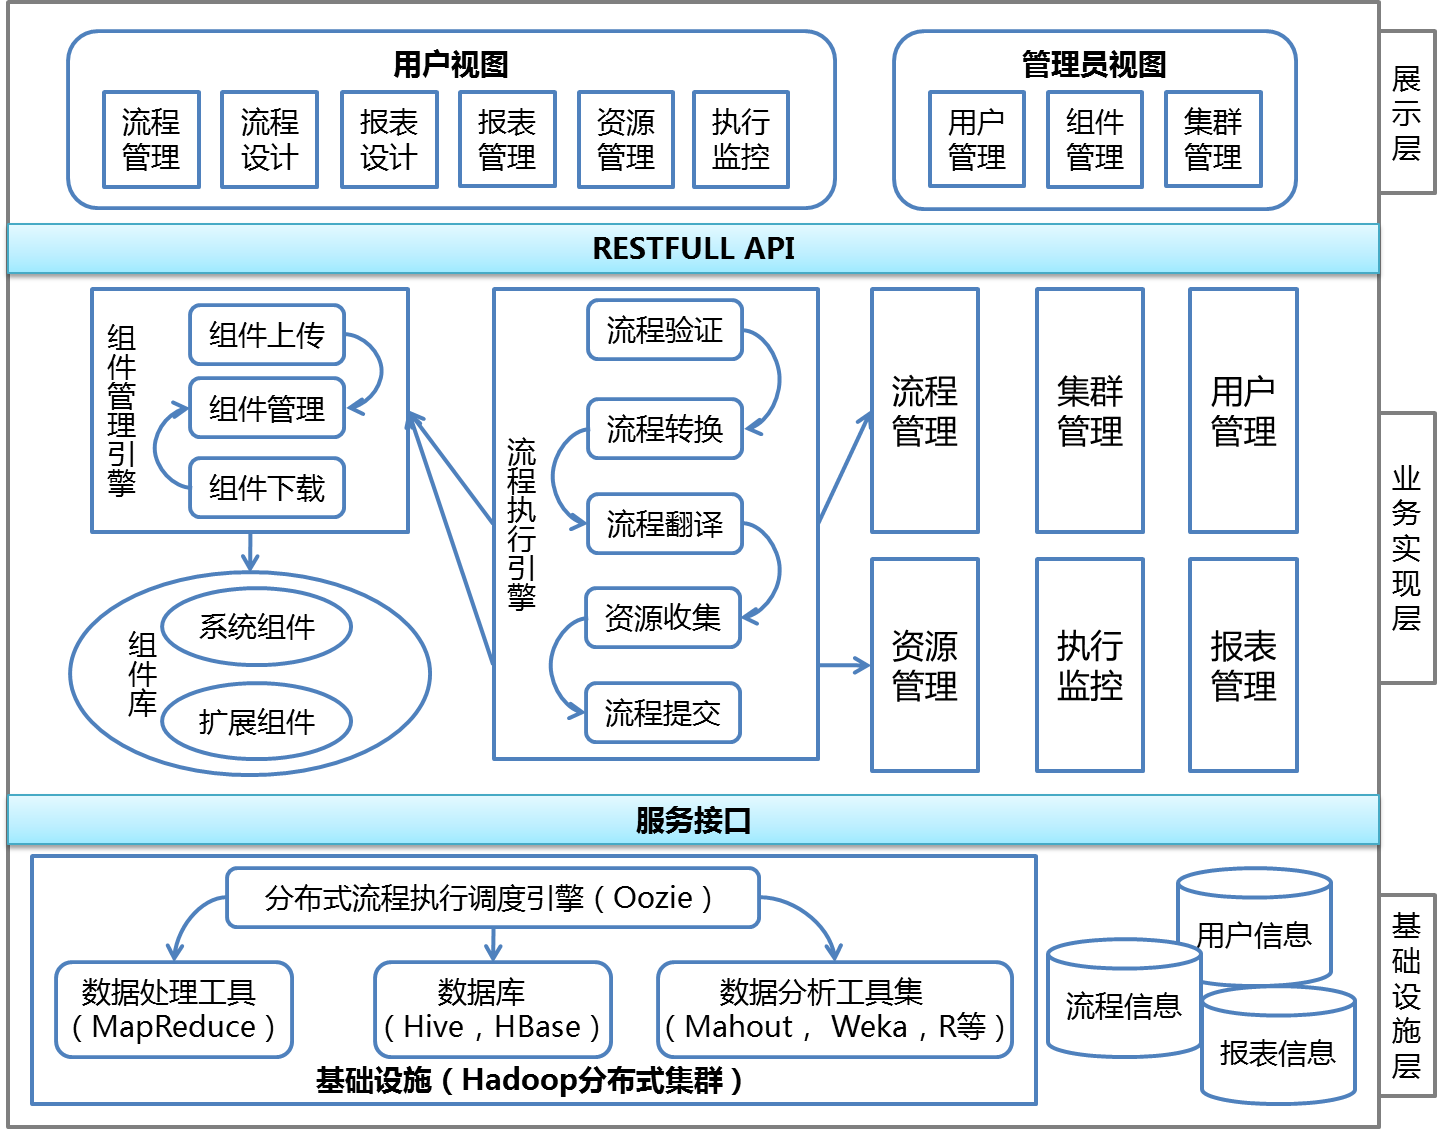 用户视图
流程
管理
流程
设计
报表
设计
报表
管理
资源
管理
执行
监控
管理员视图
用户
管理
组件
管理
集群
管理
展示层
RESTFULL API
组件管理引擎
组件上传
组件管理
组件下载
组件库
系统组件
扩展组件
流程执行引擎
流程验证
流程转换
流程翻译
资源收集
流程提交
流程
管理
集群
管理
用户
管理
资源
管理
执行
监控
报表
管理
业务实现层
服务接口
分布式流程执行调度引擎（Oozie）
数据处理工具
（MapReduce）
数据库
（Hive，HBase）
数据分析工具集
（Mahout， Weka，R等）
基础设施（Hadoop分布式集群）
用户信息
流程信息
报表信息
基础设施层